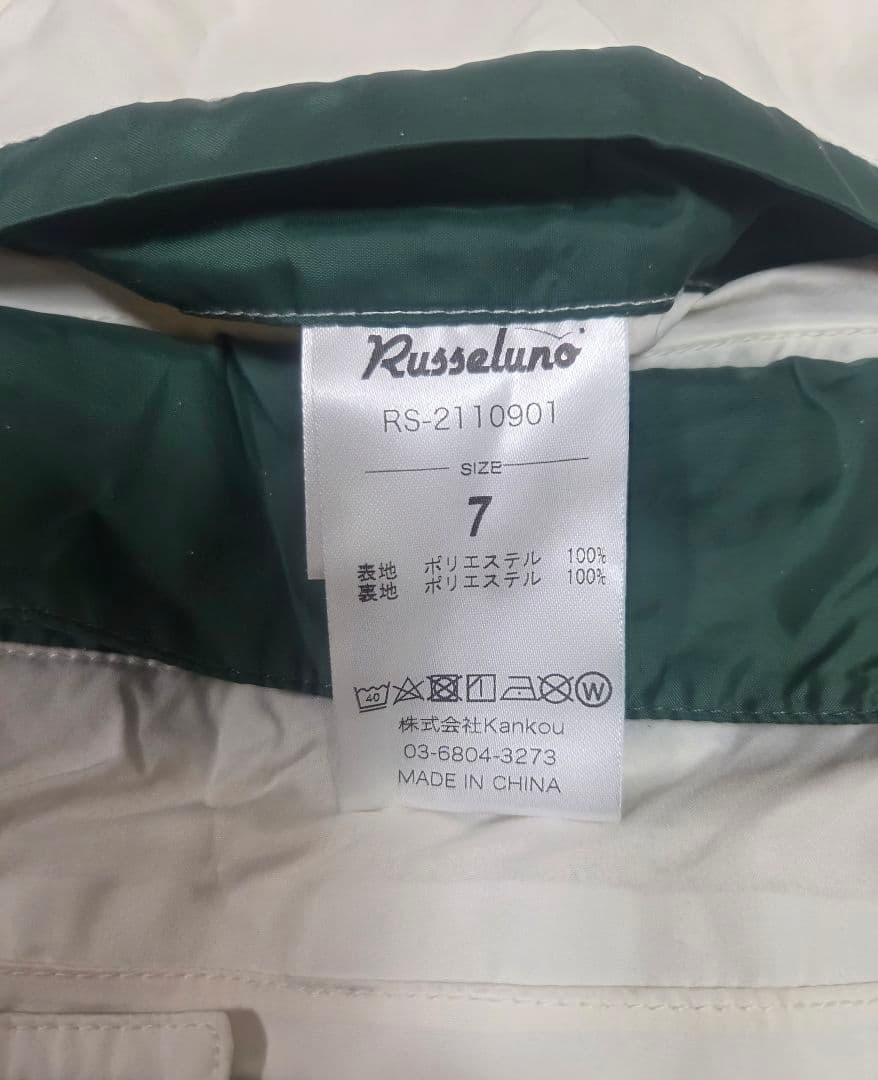 Russeluno
RS-2110901
SIZE
7
表地 ポリエステル 100%
裏地 ポリエステル 100%
40
W
株式会社Kankou
03-6804-3273
MADE IN CHINA